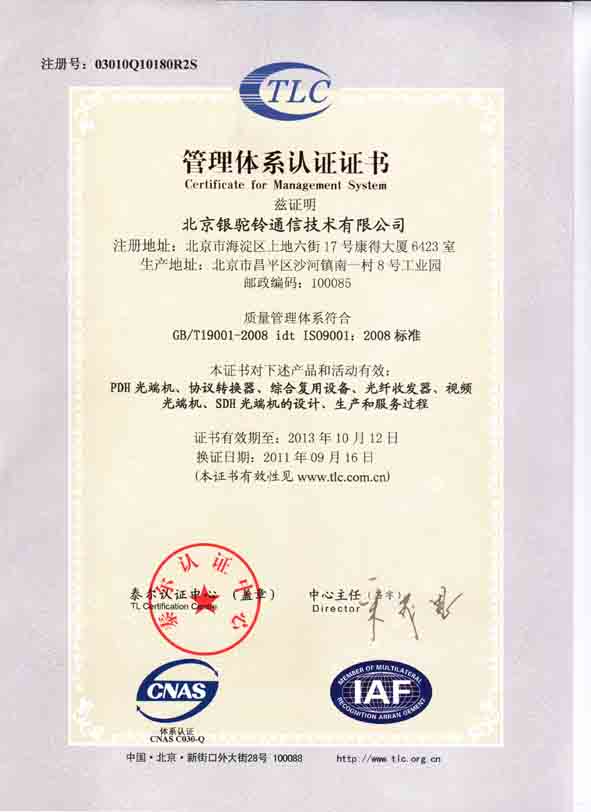 注册号：03010Q10180R2S
TLC
管理体系认证证书
Certificate for Management System
兹证明
北京银驼铃通信技术有限公司
注册地址：北京市海淀区上地六街17号康得大厦6423室
生产地址：北京市昌平区沙河镇南一村8号工业园
邮政编码：100085
质量管理体系符合
GB/T19001-2008 idt ISO9001：2008标准
本证书对下述产品和活动有效：
PDH光端机、协议转换器、综合复用设备、光纤收发器、视频
光端机、SDH光端机的设计、生产和服务过程
证书有效期至：2013年10月12日
换证日期：2011年09月16日
(本证书有效性见 www.tlc.com.cn)
泰尔认证中心
泰尔认证中心 （盖章）
TL Certification Centre
中心主任（签字）
Director
CNAS
体系认证
CNAS C030-Q
MEMBER OF MULTILATERAL
IAF
RECOGNITION ARRANGEMENT
中国·北京·新街口外大街28号 100088
http://www.tlc.org.cn